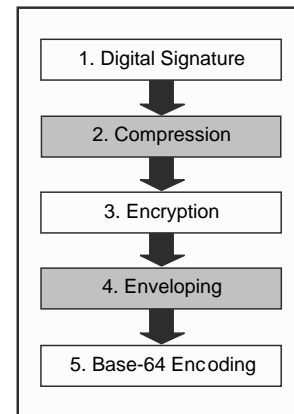 1. Digital Signature
2. Compression
3. Encryption
4. Enveloping
5. Base-64 Encoding